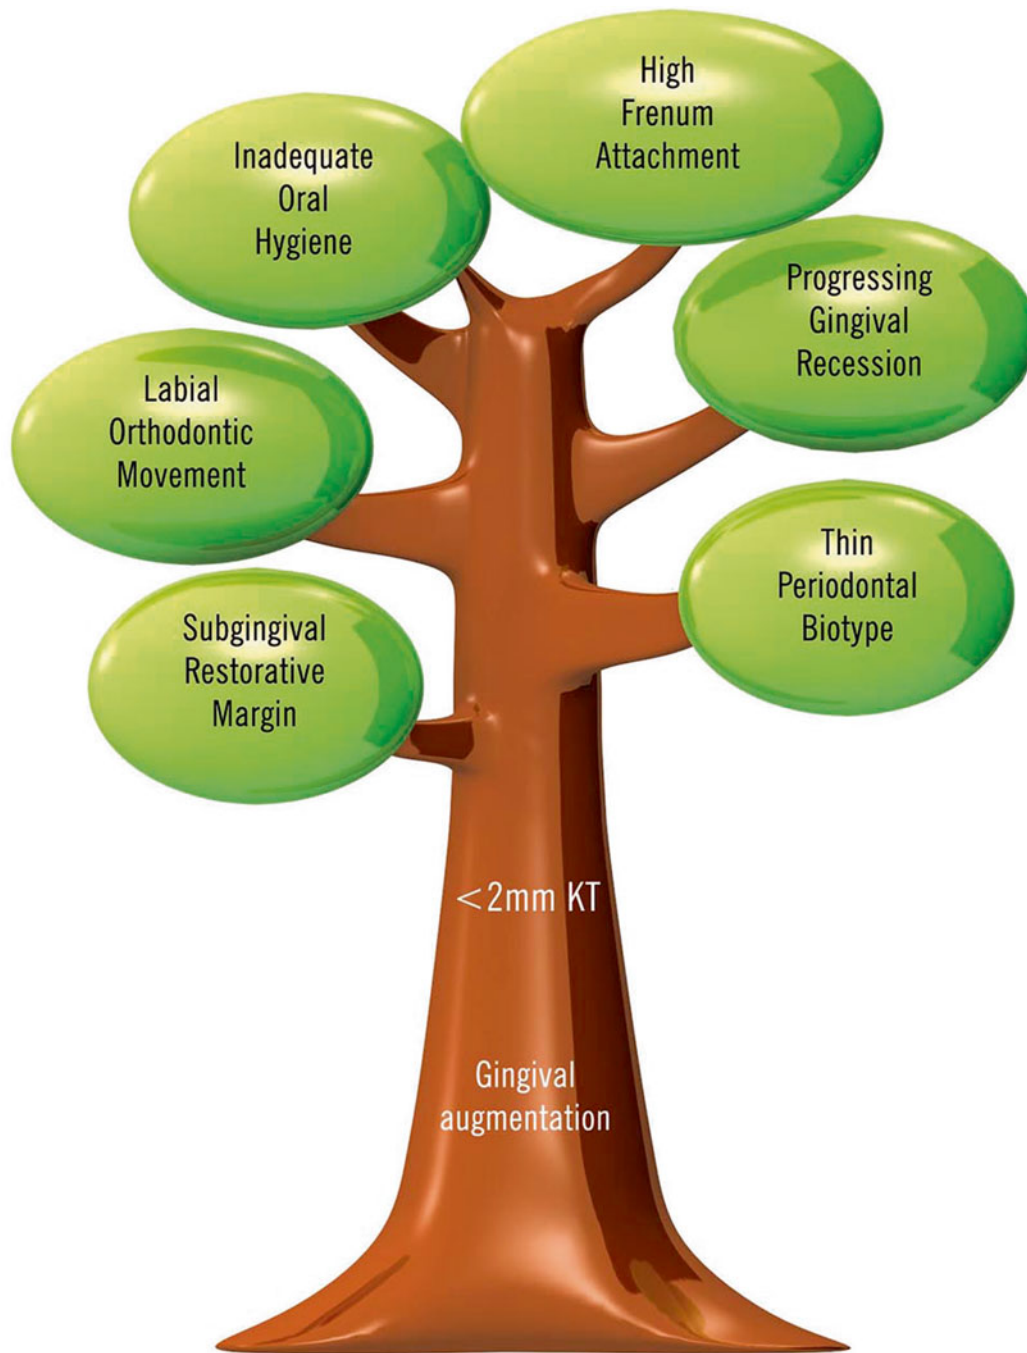 High
Frenum
Attachment
Inadequate
Oral
Hygiene
Progressing
Gingival
Recession
Labial
Orthodontic
Movement
Thin
Periodontal
Biotype
Subgingival
Restorative
Margin
<2mm KT
Gingival
augmentation